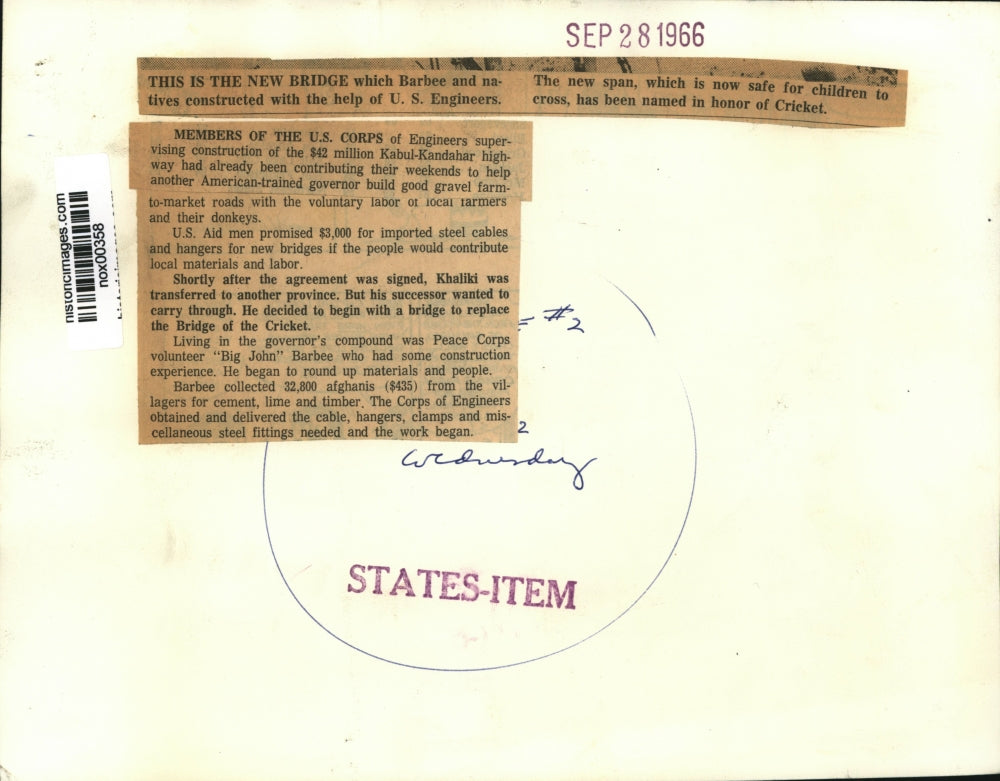 SEP 28 1966
THIS IS THE NEW BRIDGE which Barbee and na-
tives constructed with the help of U. S. Engineers.
The new span, which is now safe for children to
cross, has been named in honor of Cricket.
MEMBERS OF THE U.S. CORPS of Engineers super-
vising construction of the $42 million Kabul-Kandahar high-
way had already been contributing their weekends to help
another American-trained governor build good gravel farm-
to-market roads with the voluntary labor of local farmers
and their donkeys.
U.S. Aid men promised $3,000 for imported steel cables
and hangers for new bridges if the people would contribute
local materials and labor.
Shortly after the agreement was signed, Khaliki was
transferred to another province. But his successor wanted to
carry through. He decided to begin with a bridge to replace
the Bridge of the Cricket.
Living in the governor's compound was Peace Corps
volunteer "Big John" Barbee who had some construction
experience. He began to round up materials and people.
Barbee collected 32,800 afghanis ($435) from the vil-
lagers for cement, lime and timber. The Corps of Engineers
obtained and delivered the cable, hangers, clamps and mis-
cellaneous steel fittings needed and the work began.
historicimages.com
nox00358
= #2
2
Wednesday
STATES-ITEM